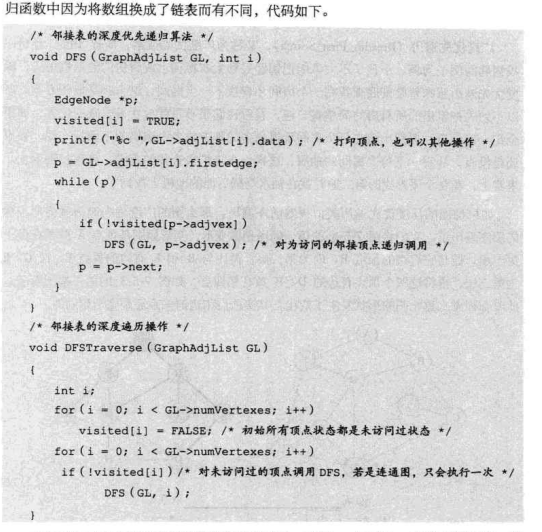 归函数中因为将数组换成了链表而有不同，代码如下。
/* 邻接表的深度优先递归算法 */
void DFS(GraphAdjList GL, int i)
{
EdgeNode *p;
visited[i] = TRUE;
printf("%c ",GL->adjList[i].data); /* 打印顶点，也可以其他操作 */
p = GL->adjList[i].firstedge;
while(p)
{
if(!visited[p->adjvex])
DFS(GL, p->adjvex); /* 对为访问的邻接顶点递归调用 */
p = p->next;
}
}
/* 邻接表的深度遍历操作 */
void DFSTraverse(GraphAdjList GL)
{
int i;
for(i = 0; i < GL->numVertexes; i++)
visited[i] = FALSE; /* 初始所有顶点状态都是未访问过状态 */
for(i = 0; i < GL->numVertexes; i++)
if(!visited[i])/* 对未访问过的顶点调用DFS，若是连通图，只会执行一次 */
DFS(GL, i);
}